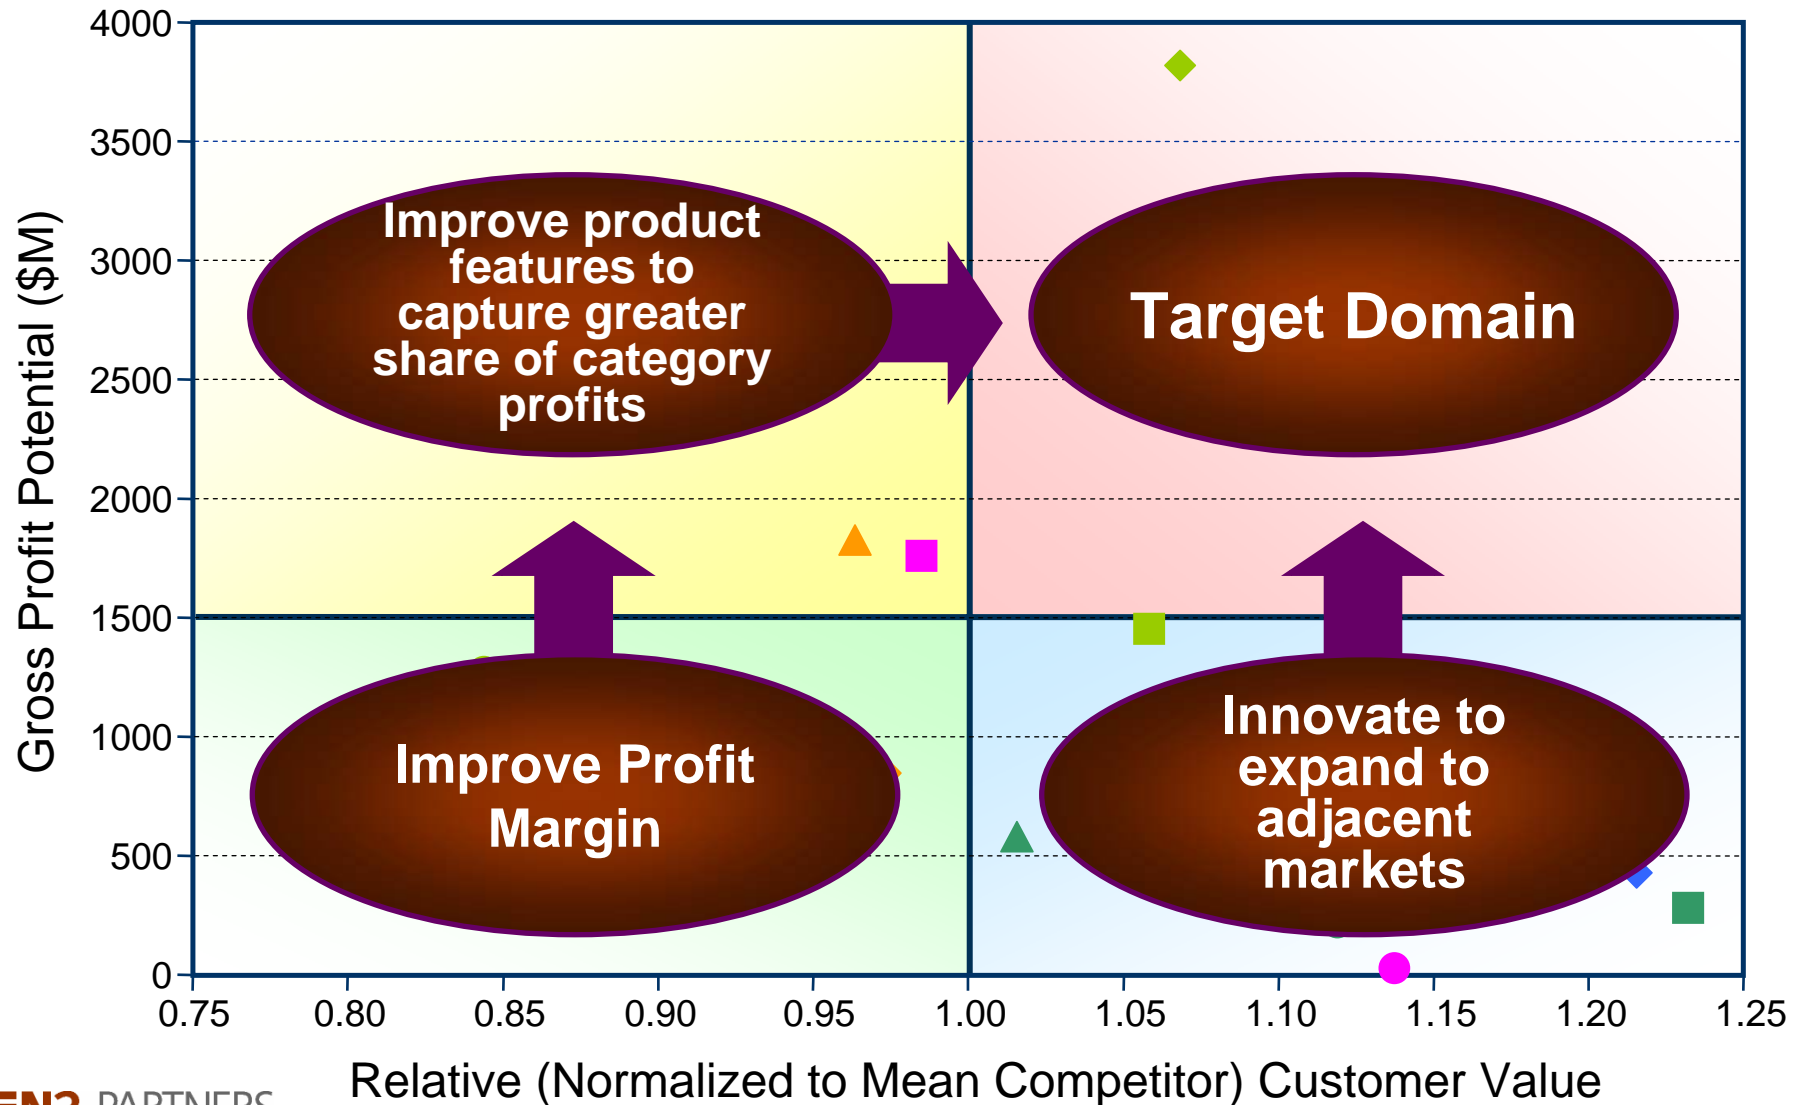 4000
3500
3000
2500
2000
1500
1000
500
0
Gross Profit Potential ($M)
Improve product
features to
capture greater
share of category
profits
Target Domain
Improve Profit
Margin
Innovate to
expand to
adjacent
markets
0.75 0.80 0.85 0.90 0.95 1.00 1.05 1.10 1.15 1.20 1.25
Relative (Normalized to Mean Competitor) Customer Value
PARTNERS